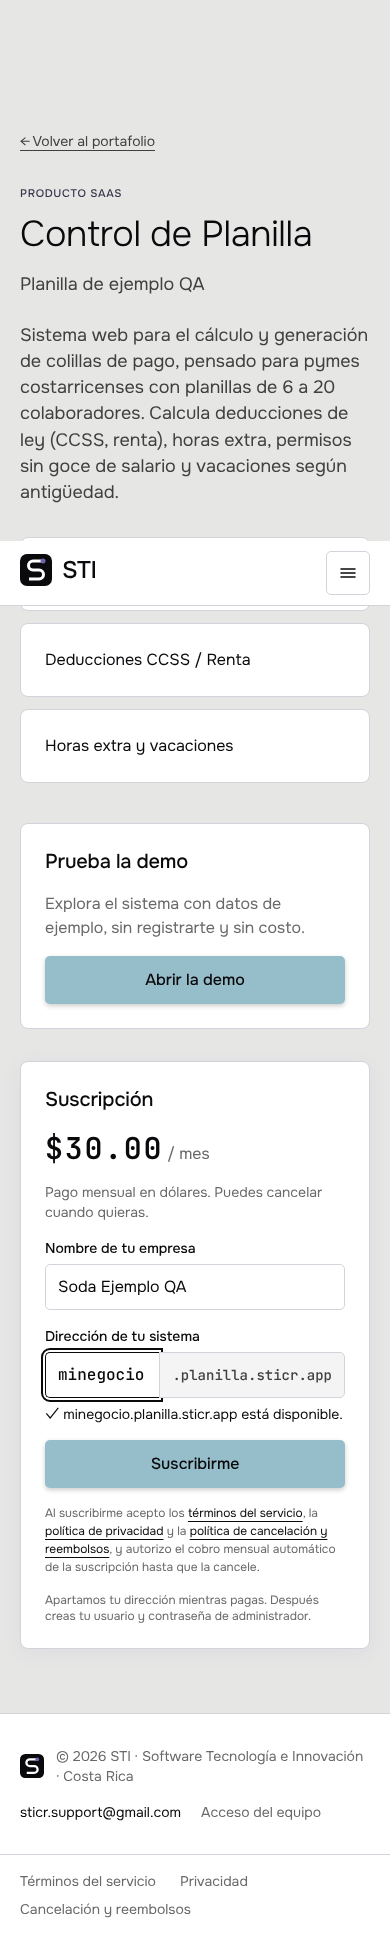 ← Volver al portafolio
PRODUCTO SAAS
Control de Planilla
Planilla de ejemplo QA
Sistema web para el cálculo y generación
de colillas de pago, pensado para pymes
costarricenses con planillas de 6 a 20
colaboradores. Calcula deducciones de
ley (CCSS, renta), horas extra, permisos
sin goce de salario y vacaciones según
antigüedad.
S STI
Deducciones CCSS / Renta
Horas extra y vacaciones
Prueba la demo
Explora el sistema con datos de
ejemplo, sin registrarte y sin costo.
Abrir la demo
Suscripción
$30.00 / mes
Pago mensual en dólares. Puedes cancelar
cuando quieras.
Nombre de tu empresa
Soda Ejemplo QA
Dirección de tu sistema
minegocio .planilla.sticr.app
✓ minegocio.planilla.sticr.app está disponible.
Suscribirme
Al suscribirme acepto los términos del servicio, la
política de privacidad y la política de cancelación y
reembolsos, y autorizo el cobro mensual automático
de la suscripción hasta que la cancele.
Apartamos tu dirección mientras pagas. Después
creas tu usuario y contraseña de administrador.
S © 2026 STI · Software Tecnología e Innovación
· Costa Rica
sticr.support@gmail.com Acceso del equipo
Términos del servicio Privacidad
Cancelación y reembolsos